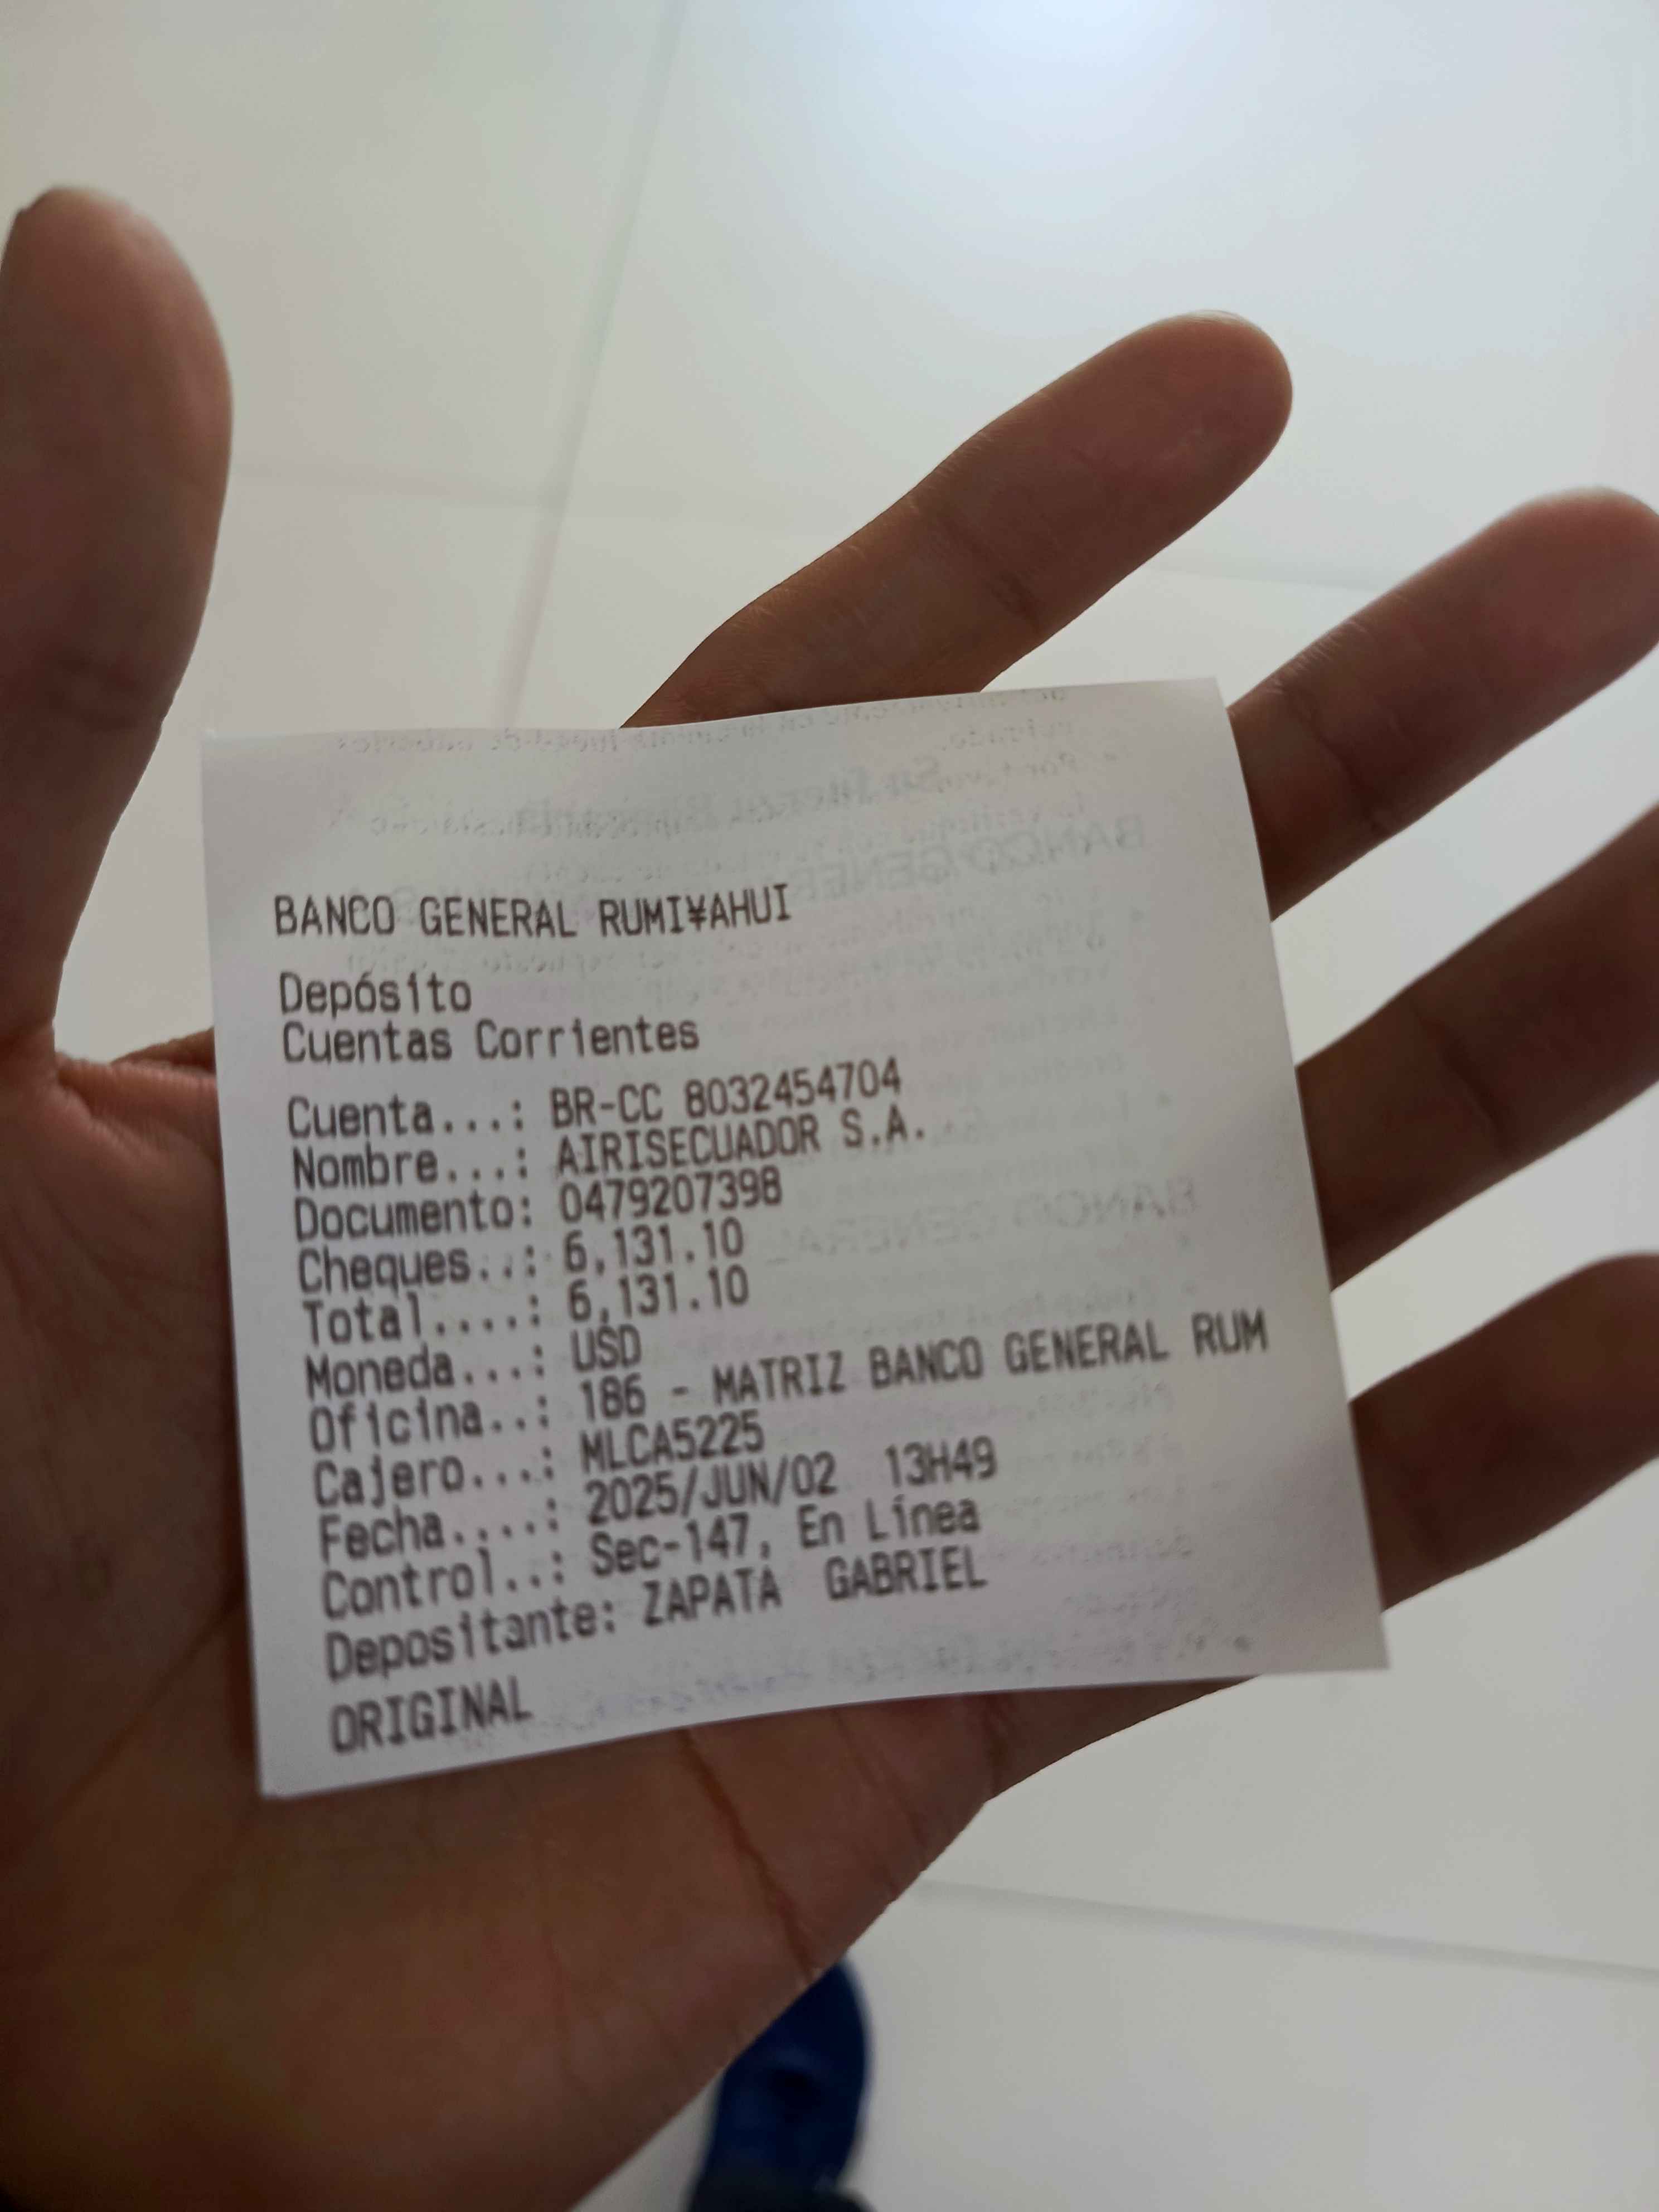 BANCO GENERAL RUMI¥AHUI
Depósito
Cuentas Corrientes
Cuenta...: BR-CC 8032454704
Nombre...: AIRISECUADOR S.A.
Documento: 0479207398
Cheques..: 6,131.10
Total....: 6,131.10
Moneda...: USD
Oficina..: 186 - MATRIZ BANCO GENERAL RUM
Cajero...: MLCA5225
Fecha....: 2025/JUN/02 13H49
Control..: Sec-147, En Línea
Depositante: ZAPATA GABRIEL
ORIGINAL